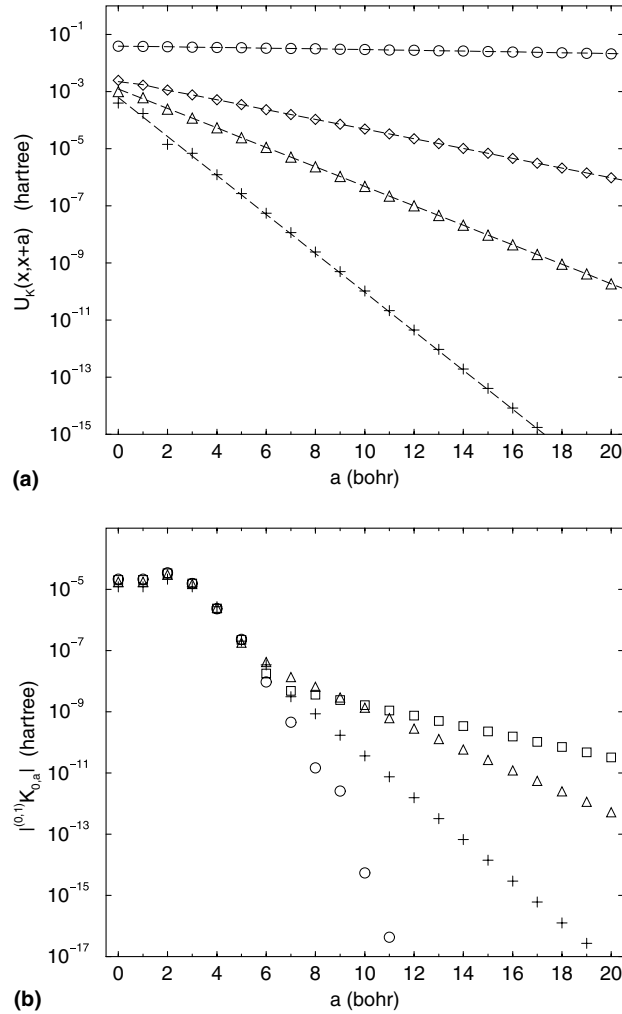 10⁻¹
10⁻³
10⁻⁵
10⁻⁷
10⁻⁹
10⁻¹¹
10⁻¹³
10⁻¹⁵
U_K(x,x+a) (hartree)
0 2 4 6 8 10 12 14 16 18 20
a (bohr)
(a)
10⁻⁵
10⁻⁷
10⁻⁹
10⁻¹¹
10⁻¹³
10⁻¹⁵
10⁻¹⁷
|⁽⁰,¹⁾K₀,ₐ| (hartree)
0 2 4 6 8 10 12 14 16 18 20
a (bohr)
(b)